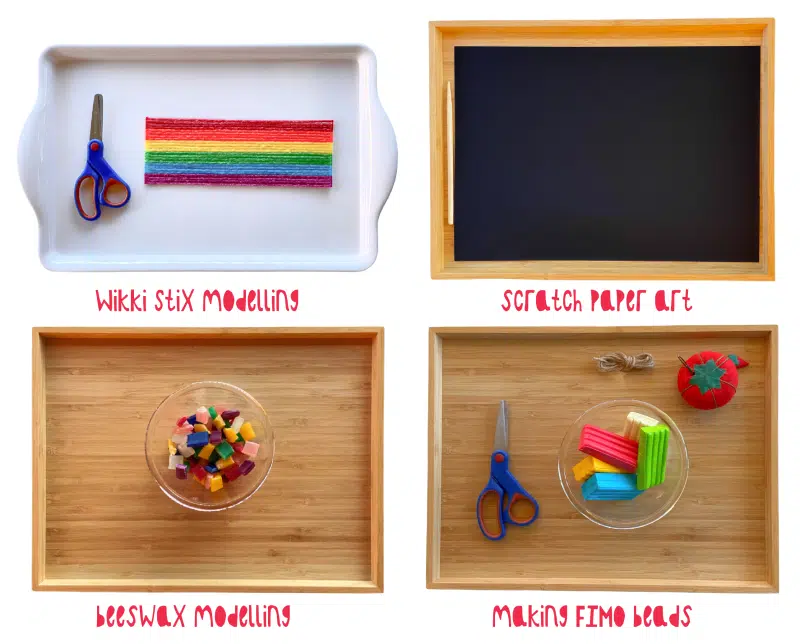 Wikki Stix Modelling
Scratch Paper Art
Beeswax Modelling
Making FIMO Beads